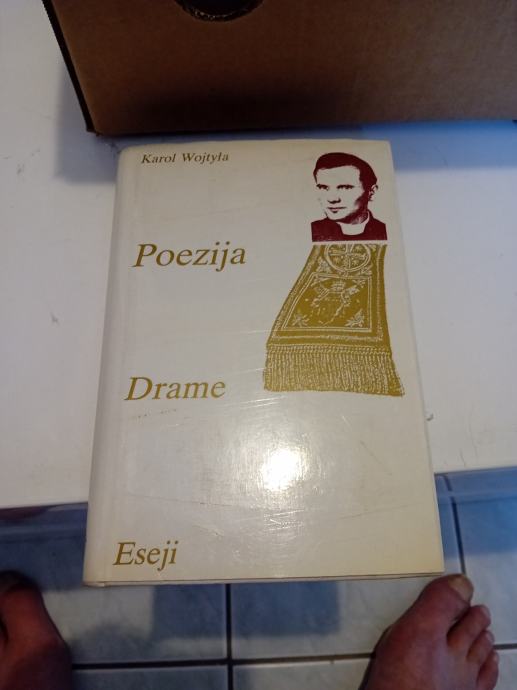 Karol Wojtyła
Poezija
Drame
Eseji